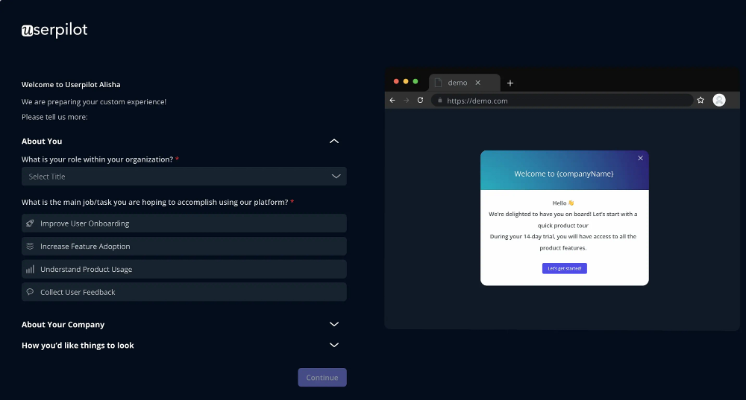 userpilot
Welcome to Userpilot Alisha
We are preparing your custom experience!
Please tell us more:
About You
What is your role within your organization? *
Select Title
What is the main job/task you are hoping to accomplish using our platform? *
Improve User Onboarding
Increase Feature Adoption
Understand Product Usage
Collect User Feedback
About Your Company
How you'd like things to look
Continue
demo
https://demo.com
Welcome to {companyName}
Hello 👋
We're delighted to have you on board! Let's start with a
quick product tour.
During your 14-day trial, you will have access to all the
product features.
Let's get started!